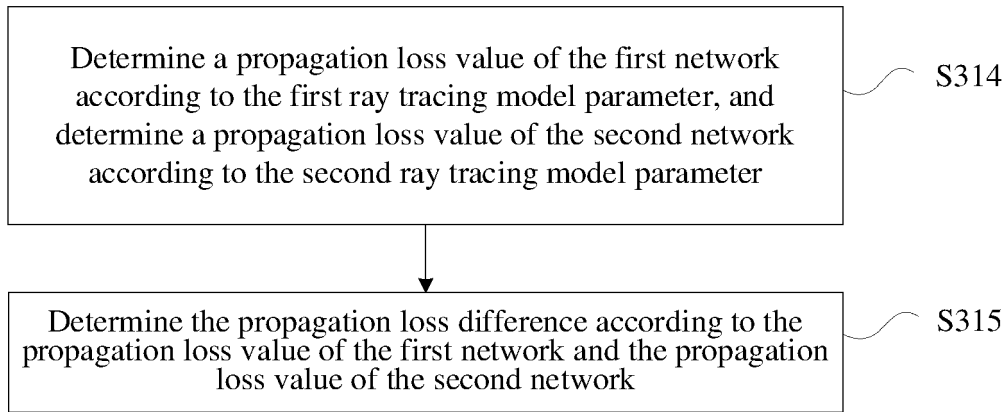 Determine a propagation loss value of the first network
according to the first ray tracing model parameter, and
determine a propagation loss value of the second network
according to the second ray tracing model parameter
S314
Determine the propagation loss difference according to the
propagation loss value of the first network and the propagation
loss value of the second network
S315